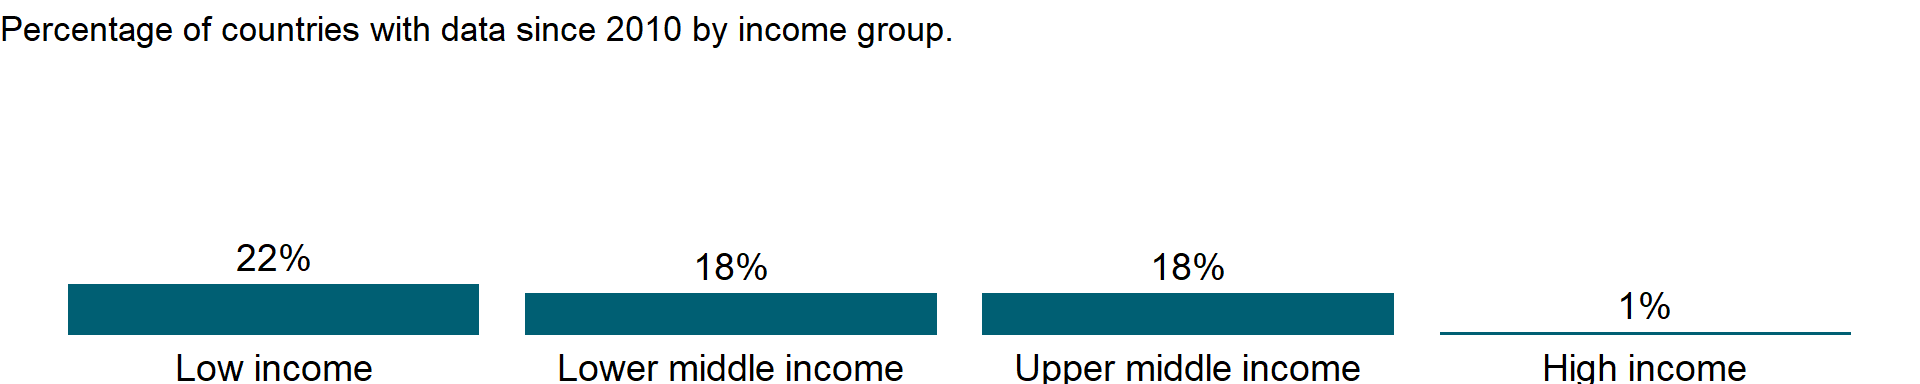 Percentage of countries with data since 2010 by income group.
22%
18%
18%
1%
Low income
Lower middle income
Upper middle income
High income